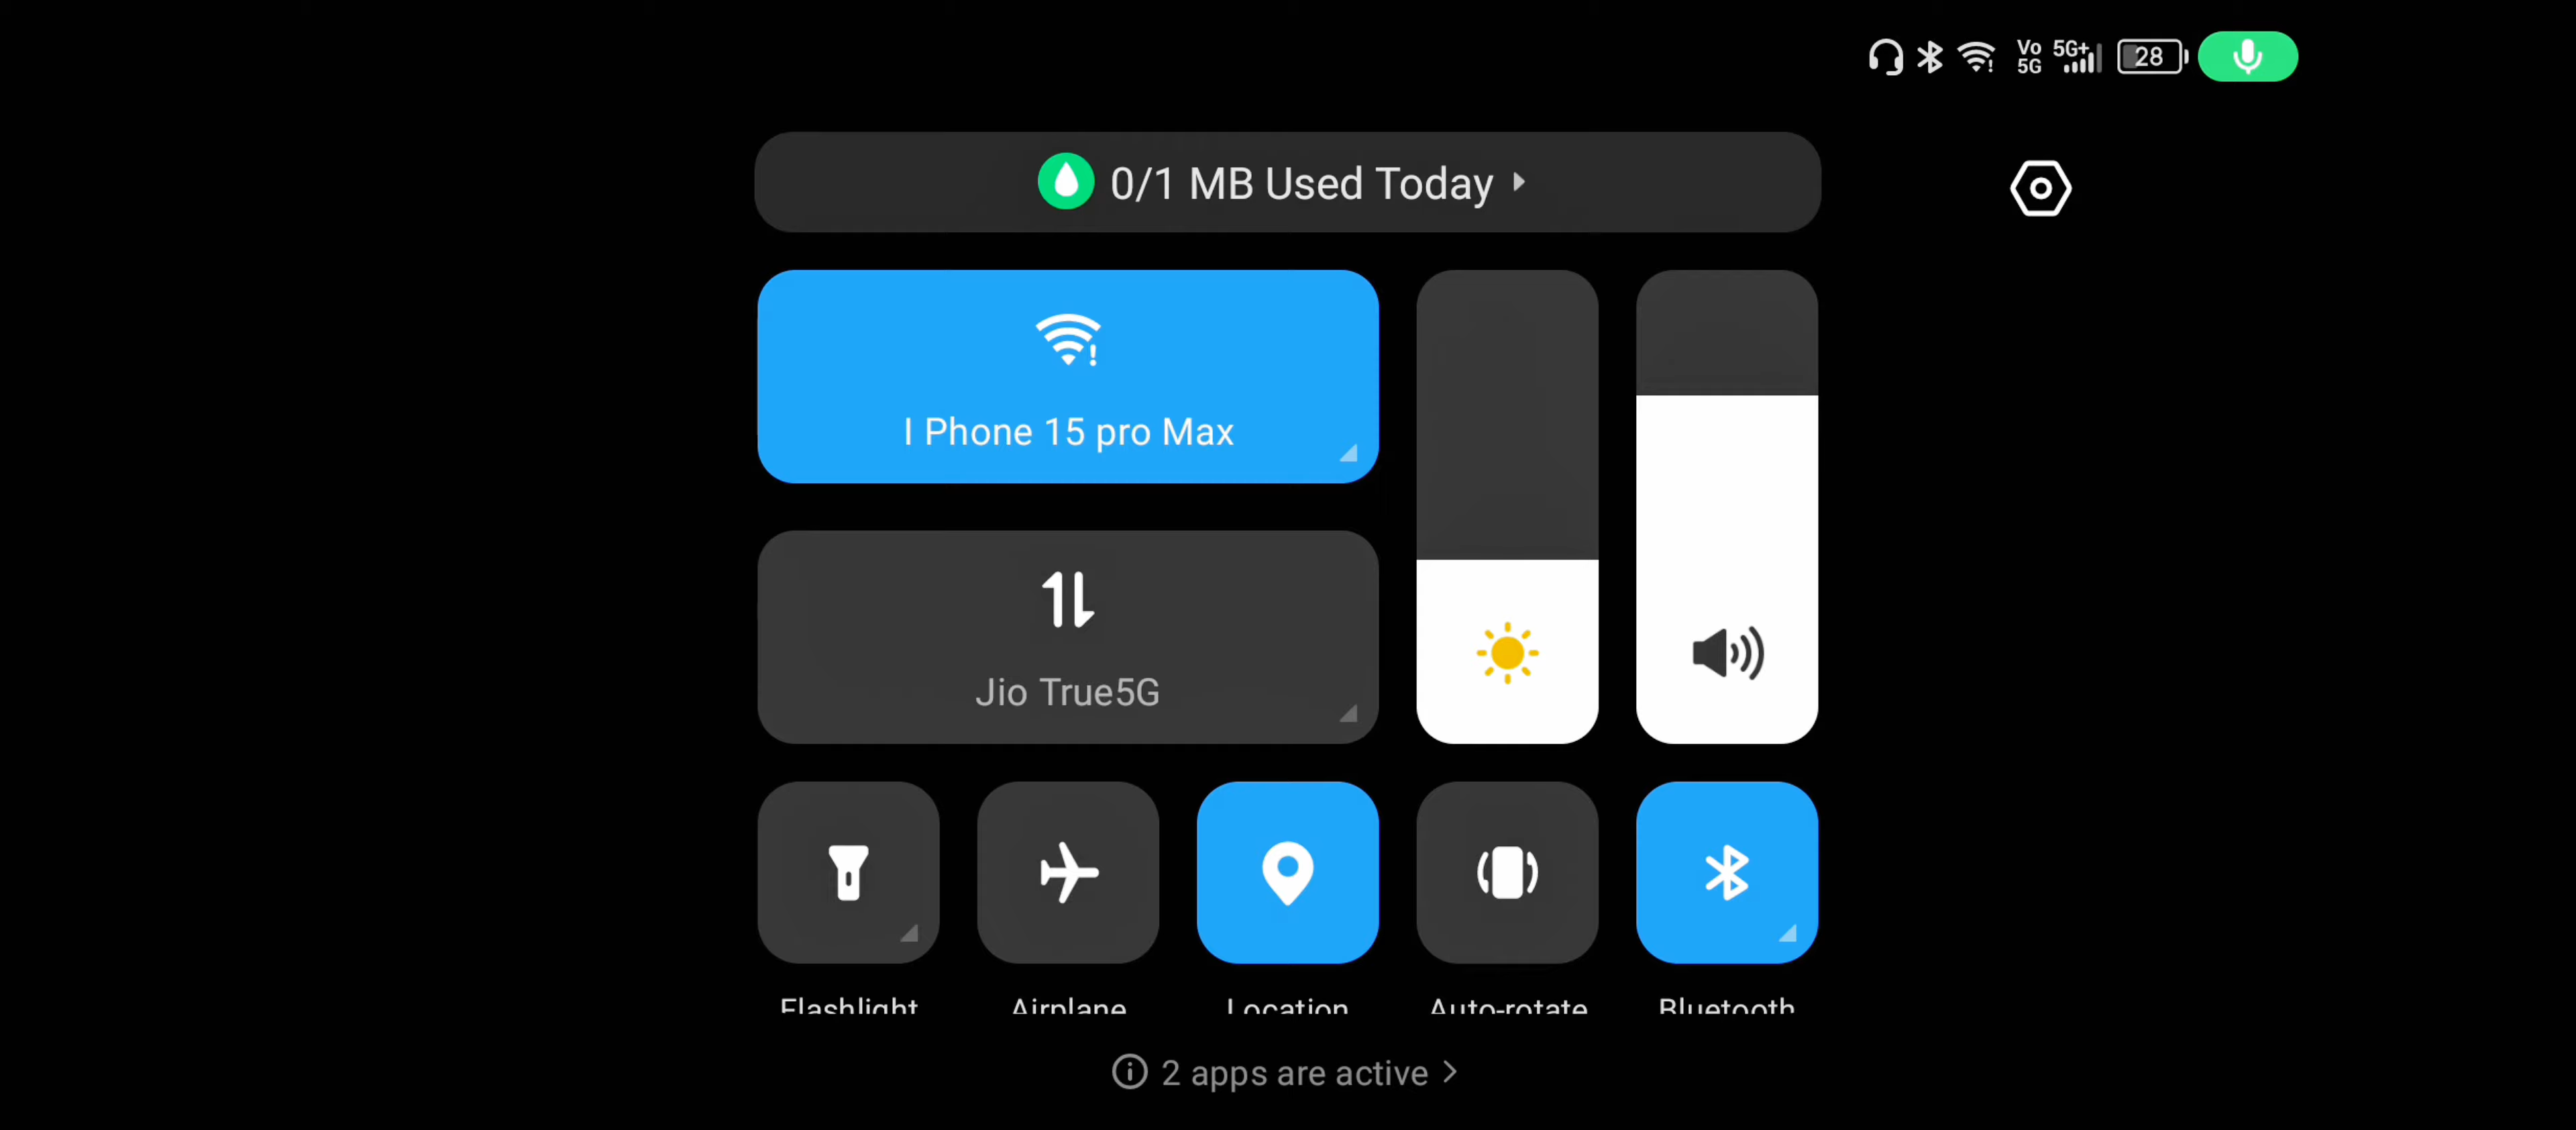 Vo 5G 5G+ 28
0/1 MB Used Today
I Phone 15 pro Max
Jio True5G
Flashlight Airplane Location Auto-rotate Bluetooth
2 apps are active